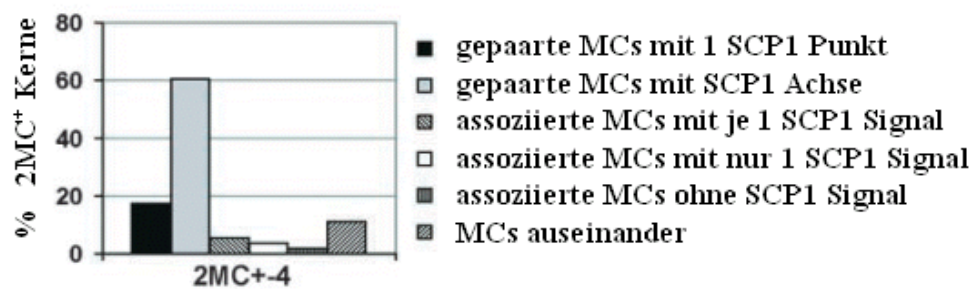 % 2MC⁺ Kerne
80
60
40
20
0
2MC+-4
gepaarte MCs mit 1 SCP1 Punkt
gepaarte MCs mit SCP1 Achse
assoziierte MCs mit je 1 SCP1 Signal
assoziierte MCs mit nur 1 SCP1 Signal
assoziierte MCs ohne SCP1 Signal
MCs auseinander